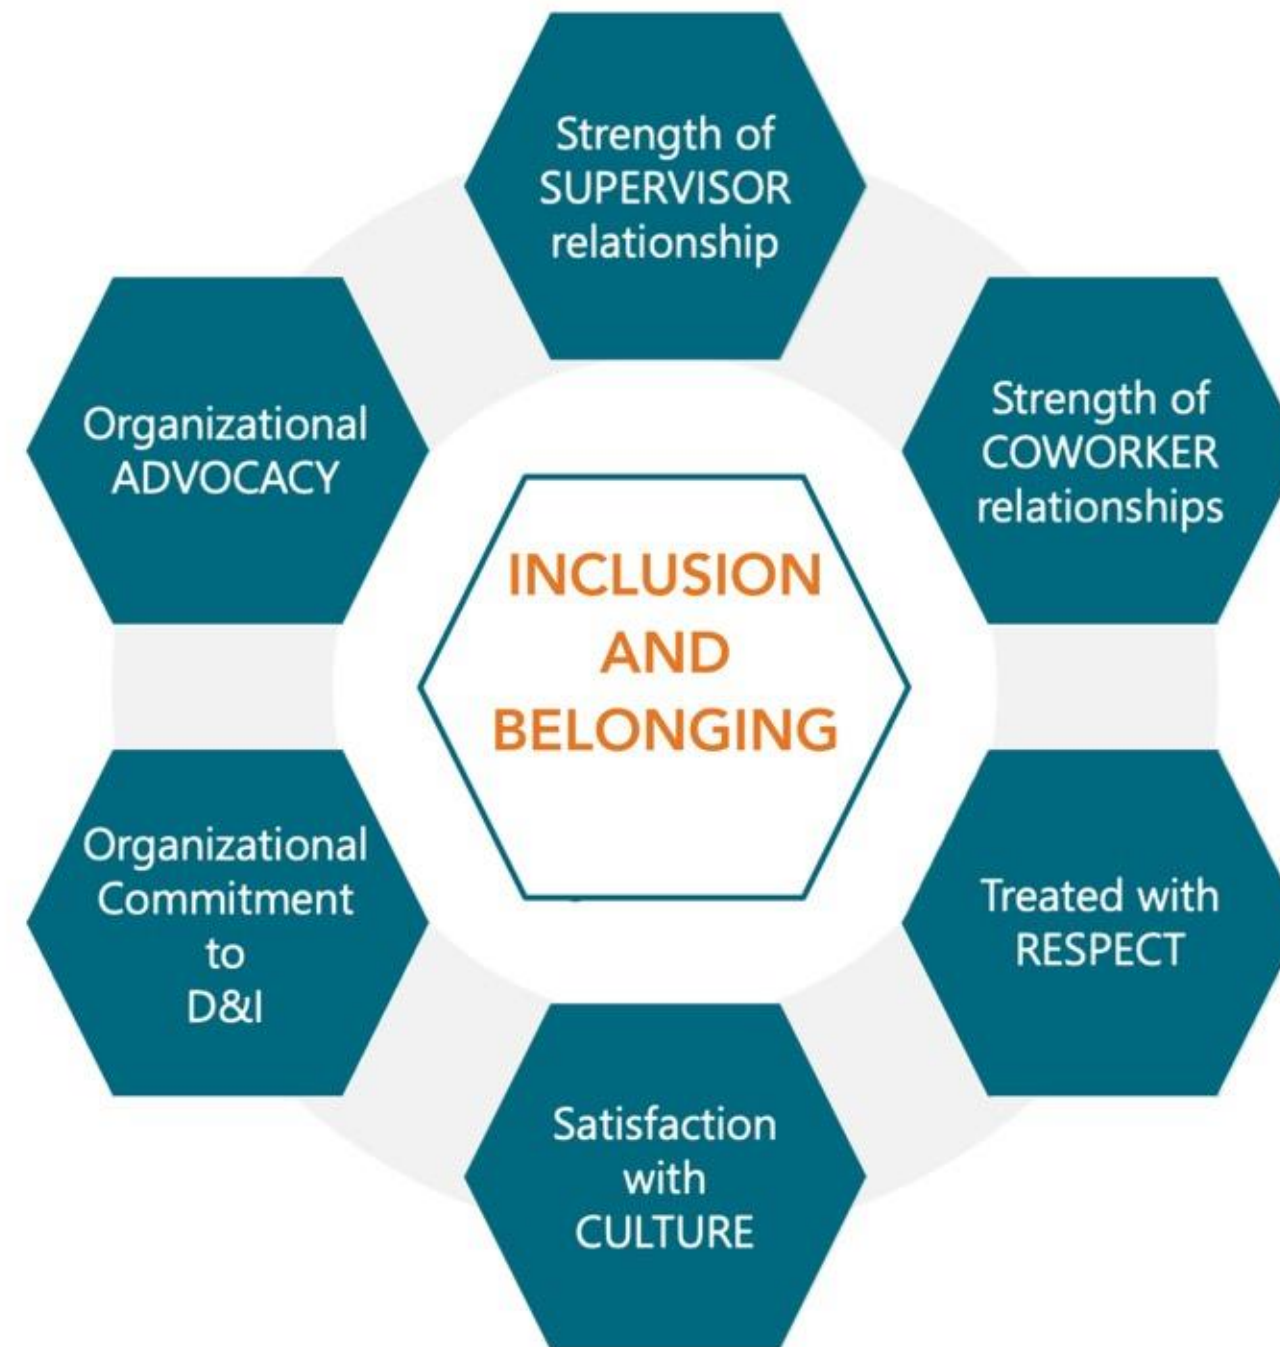 Strength of
SUPERVISOR
relationship
Strength of
COWORKER
relationships
Treated with
RESPECT
Satisfaction
with
CULTURE
Organizational
Commitment
to
D&I
Organizational
ADVOCACY
INCLUSION
AND
BELONGING